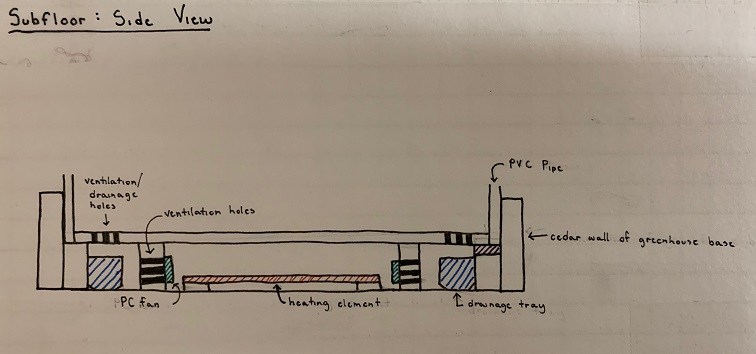 Subfloor: Side View
PVC Pipe
ventilation/
drainage
holes
ventilation holes
cedar wall of greenhouse base
PC fan
heating element
drainage tray